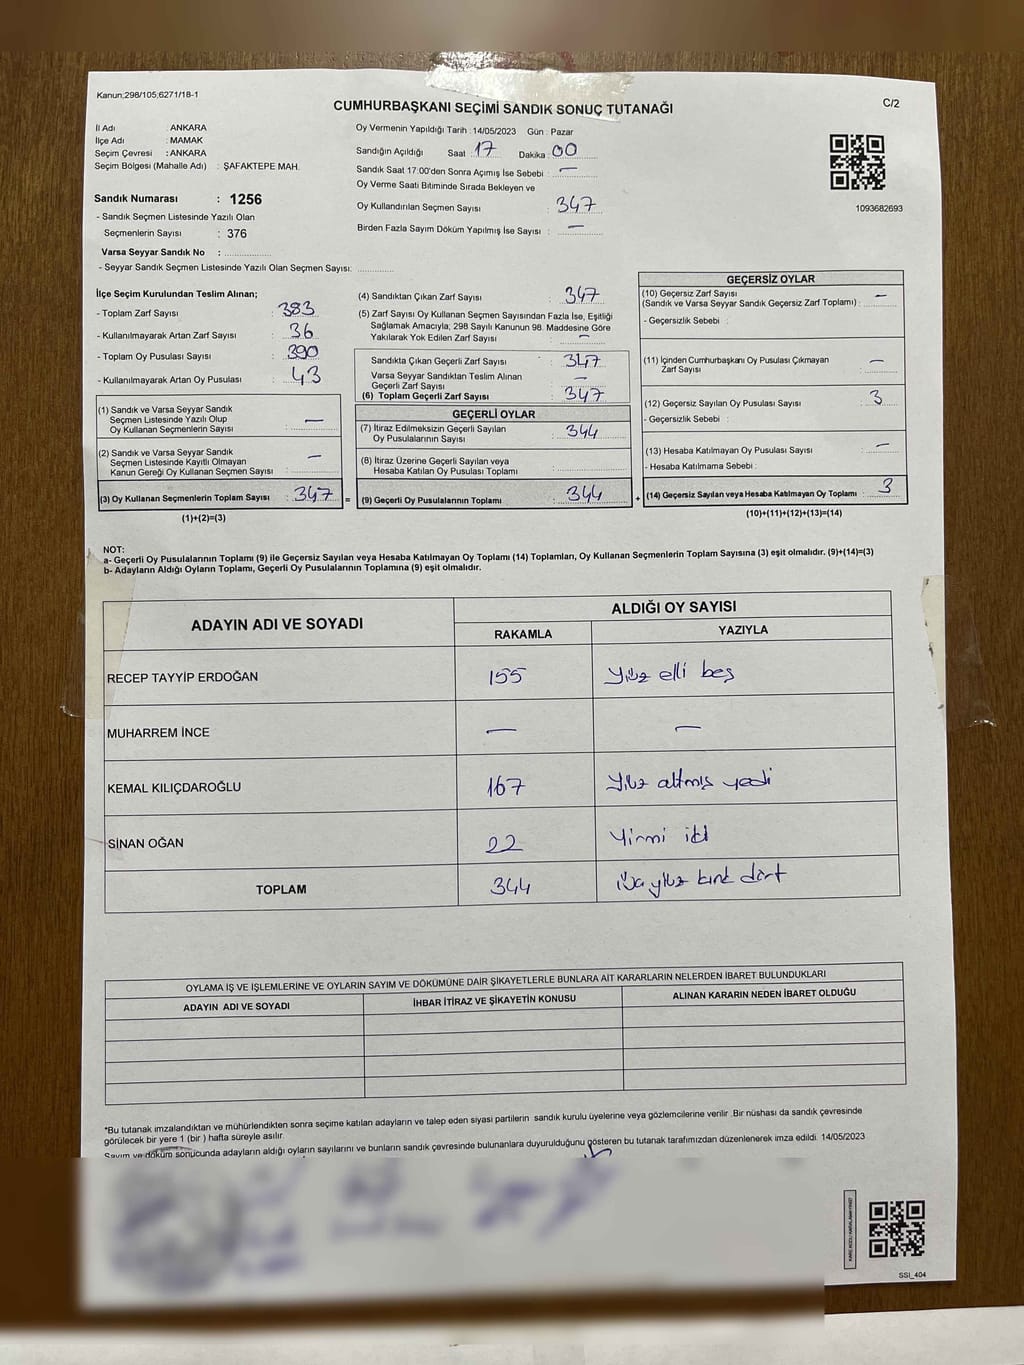 Kanun;298/105;6271/18-1
CUMHURBAŞKANI SEÇİMİ SANDIK SONUÇ TUTANAĞI
C/2
İl Adı : ANKARA
İlçe Adı : MAMAK
Seçim Çevresi : ANKARA
Seçim Bölgesi (Mahalle Adı) : ŞAFAKTEPE MAH.
Sandık Numarası : 1256
- Sandık Seçmen Listesinde Yazılı Olan
Seçmenlerin Sayısı : 376
Varsa Seyyar Sandık No :
- Seyyar Sandık Seçmen Listesinde Yazılı Olan Seçmen Sayısı:
Oy Vermenin Yapıldığı Tarih : 14/05/2023 Gün : Pazar
Sandığın Açıldığı Saat 17 Dakika 00
Sandık Saat 17:00'den Sonra Açımış İse Sebebi : —
Oy Verme Saati Bitiminde Sırada Bekleyen ve
Oy Kullandırılan Seçmen Sayısı : 347
Birden Fazla Sayım Döküm Yapılmış İse Sayısı : —
1093682693
İlçe Seçim Kurulundan Teslim Alınan;
- Toplam Zarf Sayısı : 383
- Kullanılmayarak Artan Zarf Sayısı : 36
- Toplam Oy Pusulası Sayısı : 390
- Kullanılmayarak Artan Oy Pusulası : 43
(1) Sandık ve Varsa Seyyar Sandık
Seçmen Listesinde Yazılı Olup
Oy Kullanan Seçmenlerin Sayısı : —
(2) Sandık ve Varsa Seyyar Sandık
Seçmen Listesinde Kayıtlı Olmayan
Kanun Gereği Oy Kullanan Seçmen Sayısı : —
(3) Oy Kullanan Seçmenlerin Toplam Sayısı : 347 =
(1)+(2)=(3)
(4) Sandıktan Çıkan Zarf Sayısı : 347
(5) Zarf Sayısı Oy Kullanan Seçmen Sayısından Fazla İse, Eşitliği
Sağlamak Amacıyla, 298 Sayılı Kanunun 98. Maddesine Göre
Yakılarak Yok Edilen Zarf Sayısı : —
Sandıkta Çıkan Geçerli Zarf Sayısı : 347
Varsa Seyyar Sandıktan Teslim Alınan
Geçerli Zarf Sayısı : —
(6) Toplam Geçerli Zarf Sayısı : 347
GEÇERLİ OYLAR
(7) İtiraz Edilmeksizin Geçerli Sayılan
Oy Pusulalarının Sayısı : 344
(8) İtiraz Üzerine Geçerli Sayılan veya
Hesaba Katılan Oy Pusulası Toplamı :
(9) Geçerli Oy Pusulalarının Toplamı : 344 +
GEÇERSİZ OYLAR
(10) Geçersiz Zarf Sayısı
(Sandık ve Varsa Seyyar Sandık Geçersiz Zarf Toplamı) : —
- Geçersizlik Sebebi :
(11) İçinden Cumhurbaşkanı Oy Pusulası Çıkmayan
Zarf Sayısı : —
(12) Geçersiz Sayılan Oy Pusulası Sayısı : 3
- Geçersizlik Sebebi :
(13) Hesaba Katılmayan Oy Pusulası Sayısı : —
- Hesaba Katılmama Sebebi :
(14) Geçersiz Sayılan veya Hesaba Katılmayan Oy Toplamı : 3
(10)+(11)+(12)+(13)=(14)
NOT:
a- Geçerli Oy Pusulalarının Toplamı (9) ile Geçersiz Sayılan veya Hesaba Katılmayan Oy Toplamı (14) Toplamları, Oy Kullanan Seçmenlerin Toplam Sayısına (3) eşit olmalıdır. (9)+(14)=(3)
b- Adayların Aldığı Oyların Toplamı, Geçerli Oy Pusulalarının Toplamına (9) eşit olmalıdır.
ADAYIN ADI VE SOYADI
ALDIĞI OY SAYISI
RAKAMLA YAZIYLA
RECEP TAYYİP ERDOĞAN 155 Yüz elli beş
MUHARREM İNCE — —
KEMAL KILIÇDAROĞLU 167 Yüz altmış yedi
SİNAN OĞAN 22 Yirmi iki
TOPLAM 344 üç yüz kırk dört
OYLAMA İŞ VE İŞLEMLERİNE VE OYLARIN SAYIM VE DÖKÜMÜNE DAİR ŞİKAYETLERLE BUNLARA AİT KARARLARIN NELERDEN İBARET BULUNDUKLARI
ADAYIN ADI VE SOYADI İHBAR İTİRAZ VE ŞİKAYETİN KONUSU ALINAN KARARIN NEDEN İBARET OLDUĞU
*Bu tutanak imzalandıktan ve mühürlendikten sonra seçime katılan adayların ve talep eden siyasi partilerin sandık kurulu üyelerine veya gözlemcilerine verilir .Bir nüshası da sandık çevresinde
görülecek bir yere 1 (bir ) hafta süreyle asılır
Sayım ve döküm sonucunda adayların aldığı oyların sayılarını ve bunların sandık çevresinde bulunanlara duyurulduğunu gösteren bu tutanak tarafımızdan düzenlenerek imza edildi. 14/05/2023
SSI_404